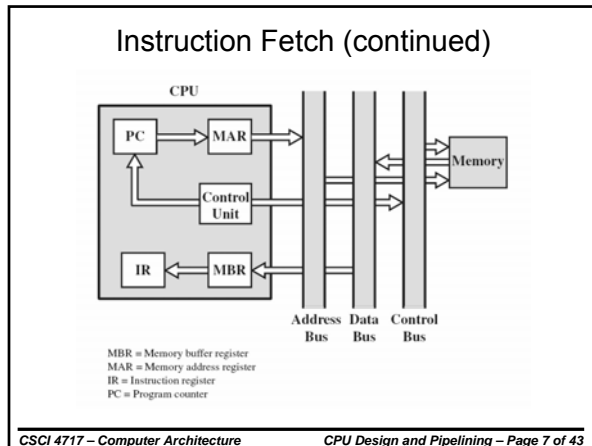 Instruction Fetch (continued)
CPU
PC
MAR
Memory
Control
Unit
IR
MBR
Address Data Control
Bus Bus Bus
MBR = Memory buffer register
MAR = Memory address register
IR = Instruction register
PC = Program counter
CSCI 4717 – Computer Architecture CPU Design and Pipelining – Page 7 of 43